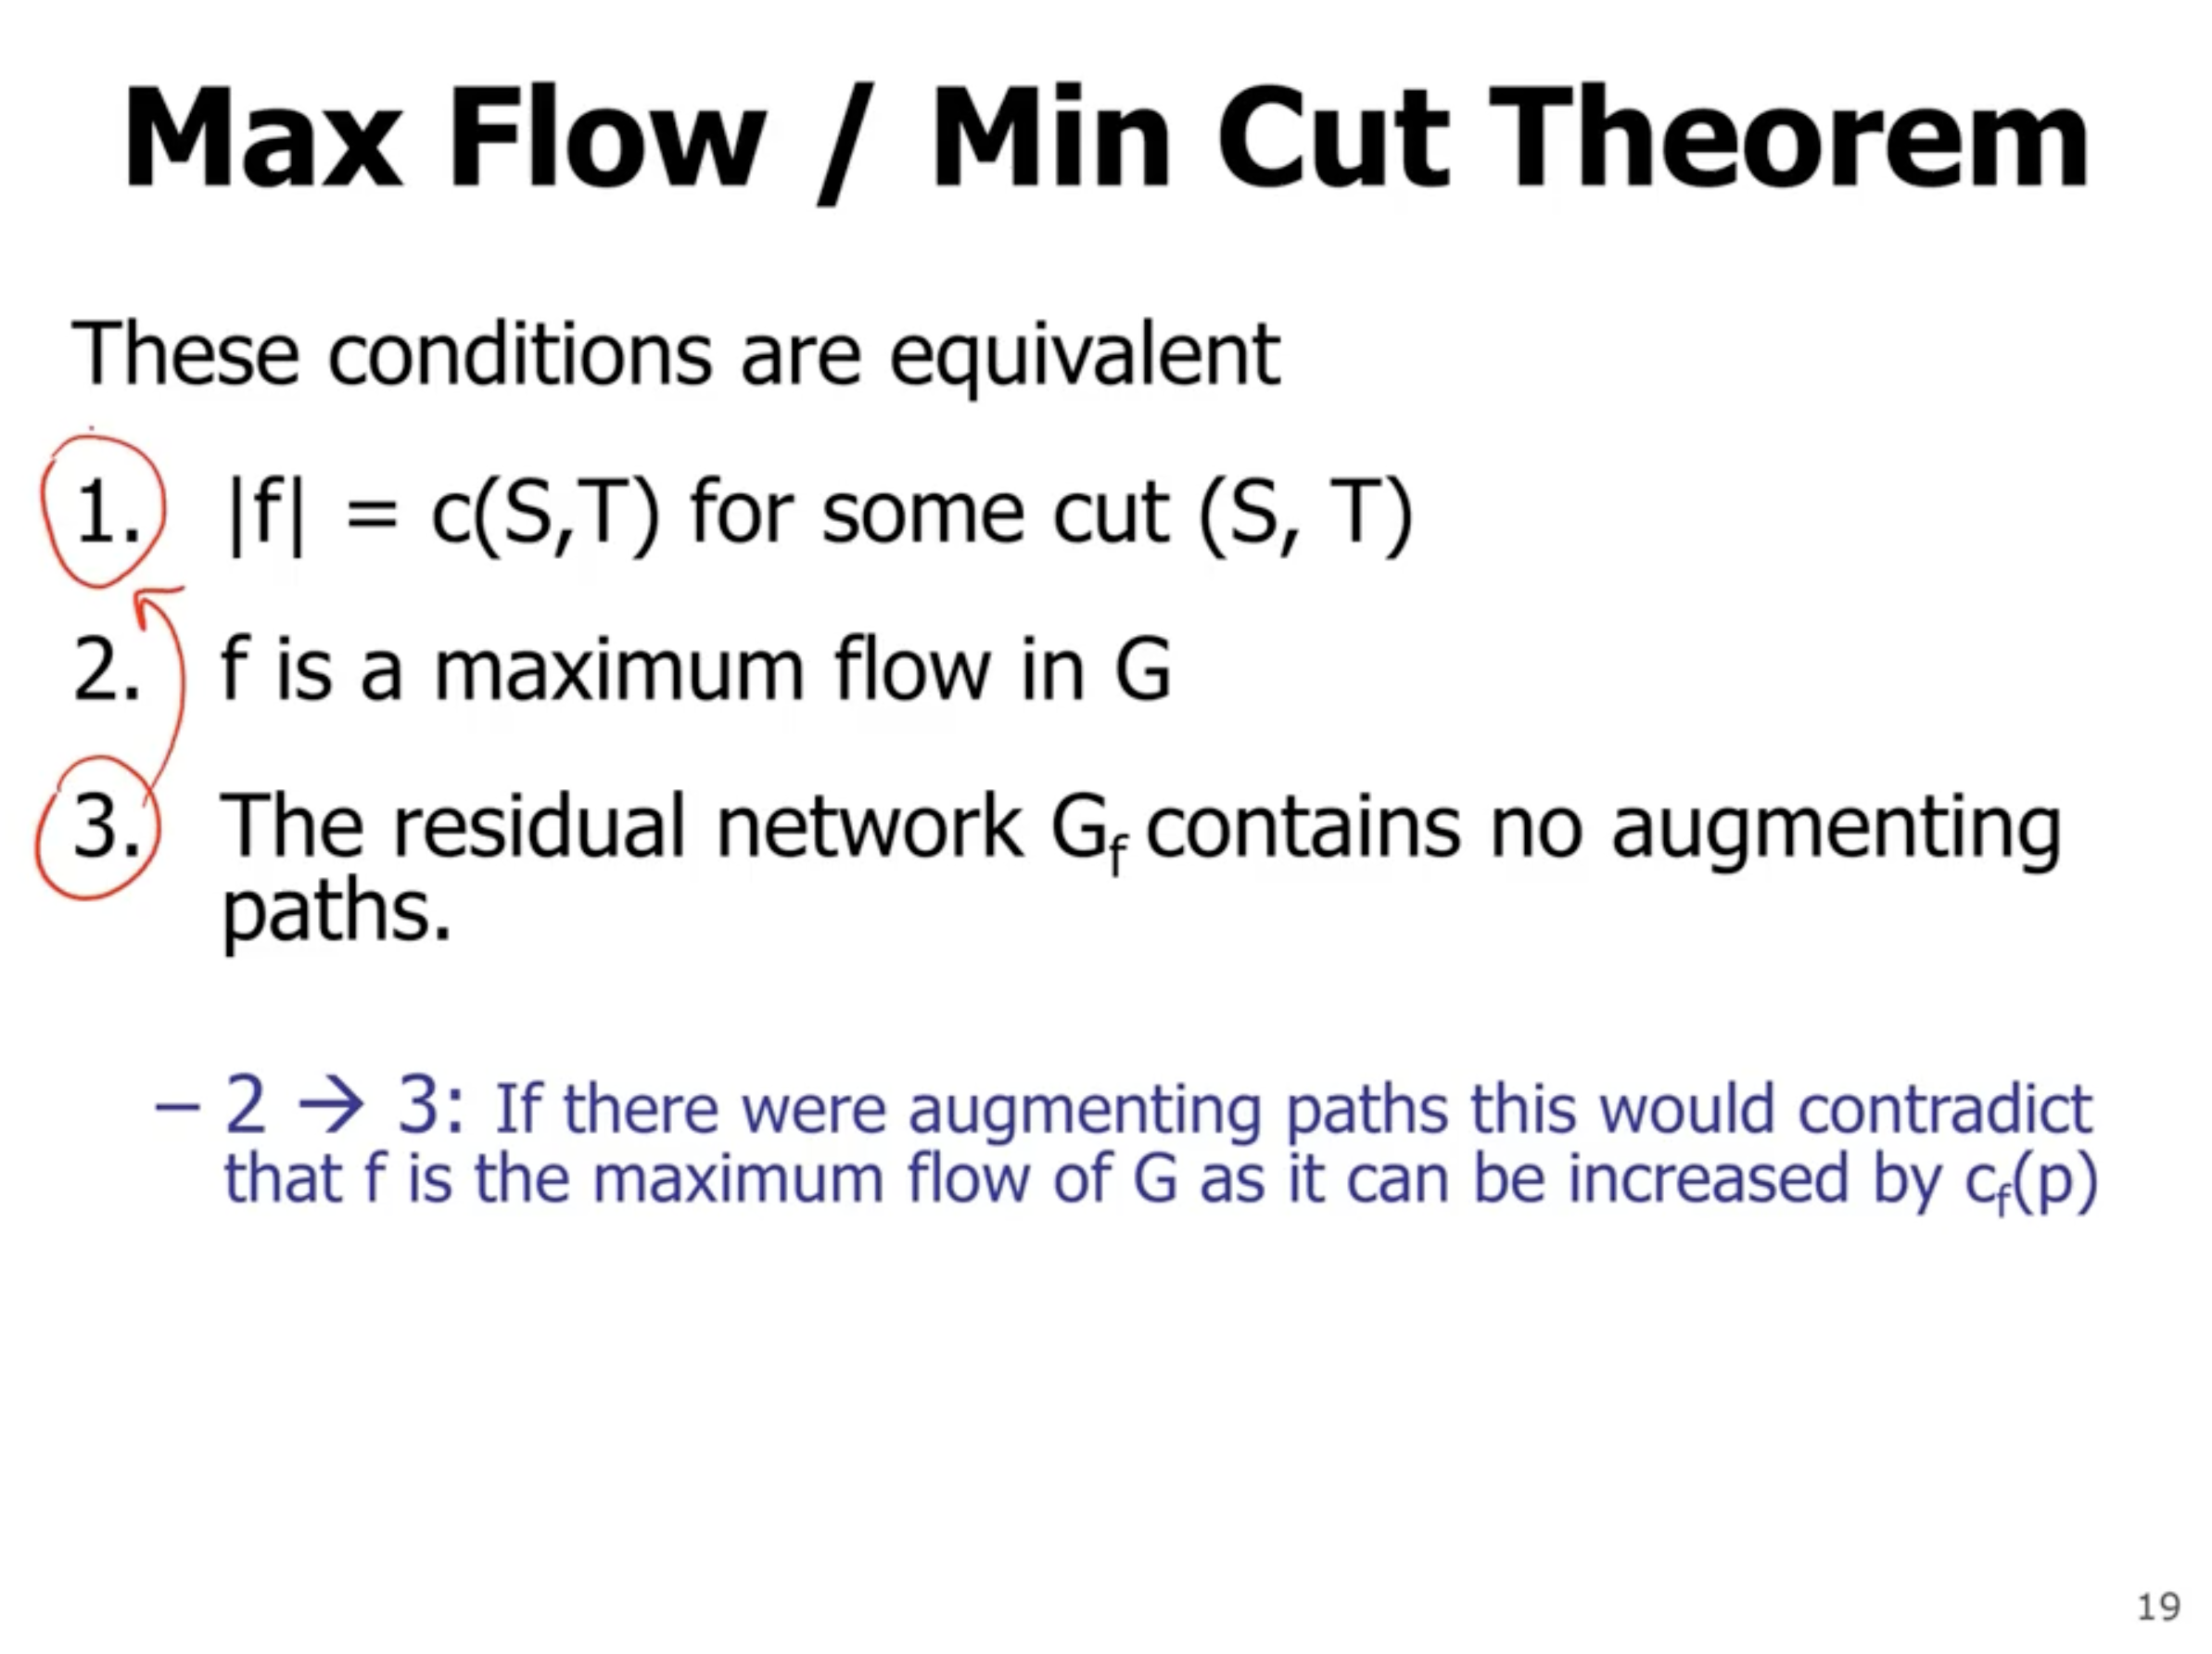 Max Flow / Min Cut Theorem
These conditions are equivalent
1. |f| = c(S,T) for some cut (S, T)
2. f is a maximum flow in G
3. The residual network G_f contains no augmenting
paths.
– 2 → 3: If there were augmenting paths this would contradict
that f is the maximum flow of G as it can be increased by c_f(p)
19